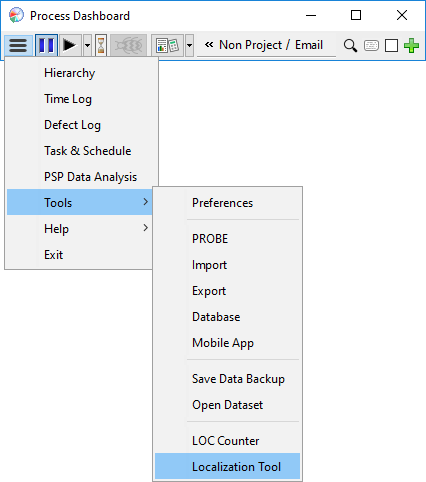 Process Dashboard
« Non Project / Email
Hierarchy
Time Log
Defect Log
Task & Schedule
PSP Data Analysis
Tools
Help
Exit
Preferences
PROBE
Import
Export
Database
Mobile App
Save Data Backup
Open Dataset
LOC Counter
Localization Tool